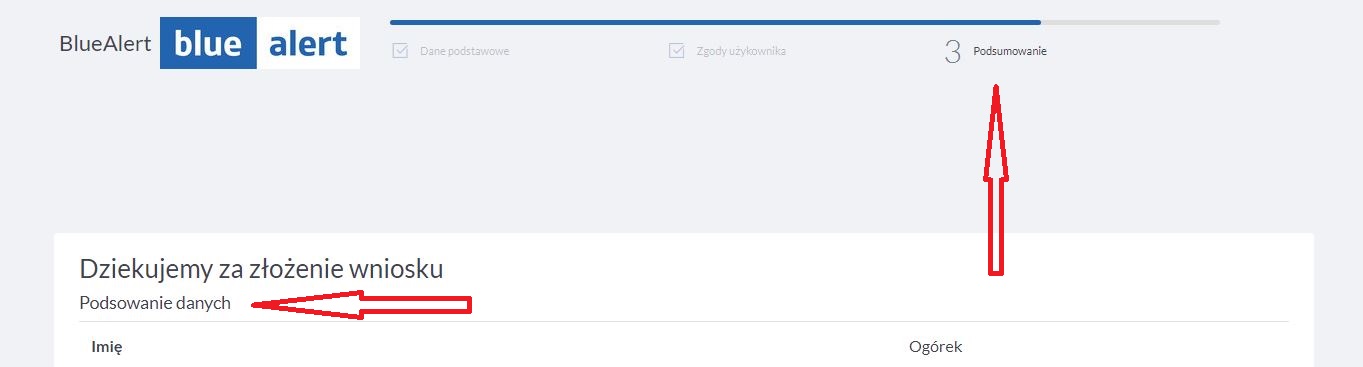 BlueAlert
blue alert
Dane podstawowe
Zgody użykownika
3 Podsumowanie
Dziekujemy za złożenie wniosku
Podsowanie danych
Imię Ogórek